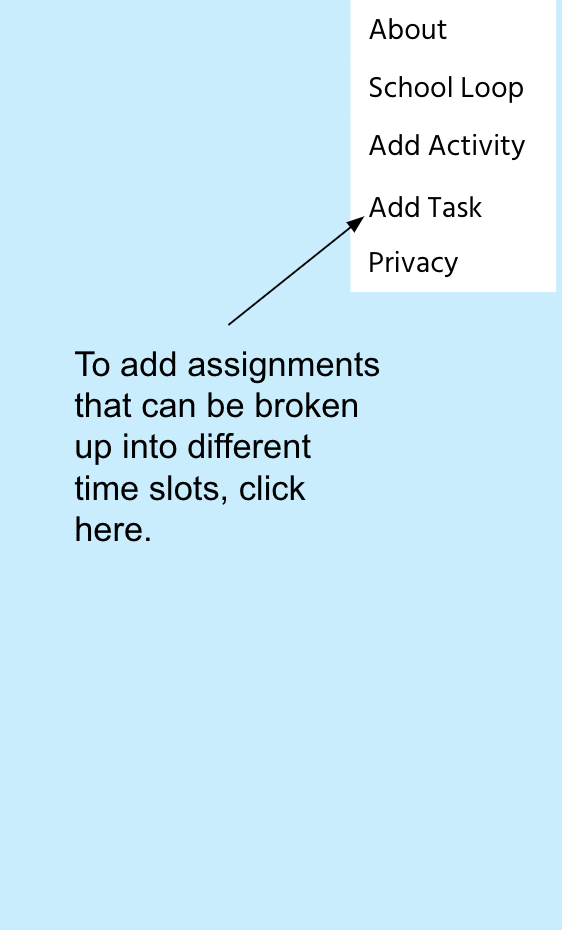 About
School Loop
Add Activity
Add Task
Privacy
To add assignments
that can be broken
up into different
time slots, click
here.